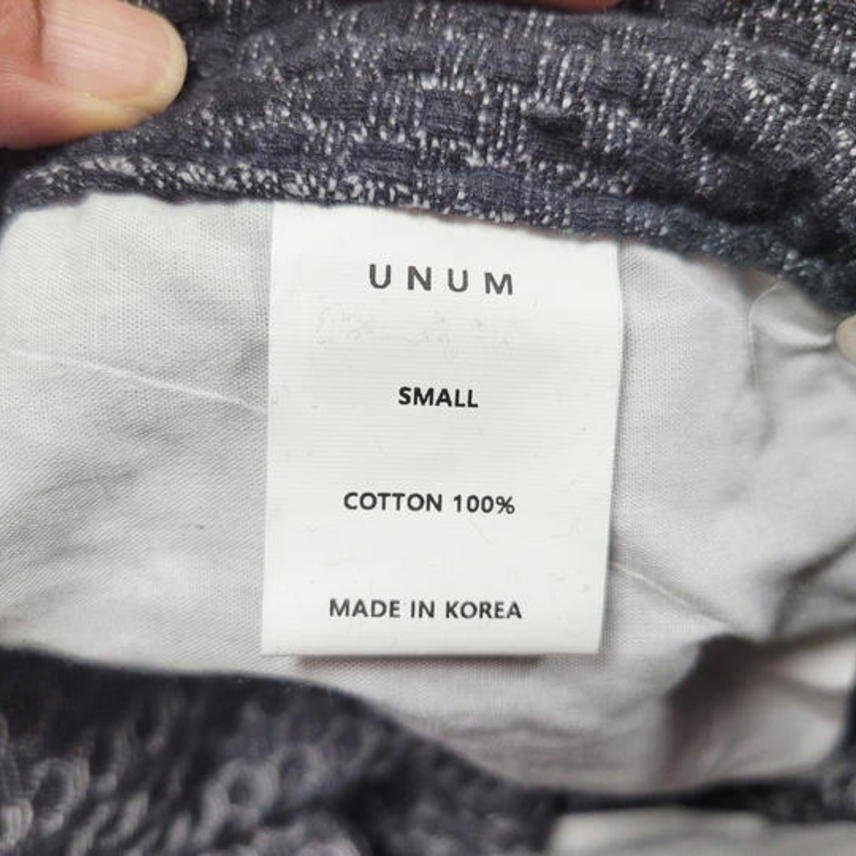 UNUM
SMALL
COTTON 100%
MADE IN KOREA